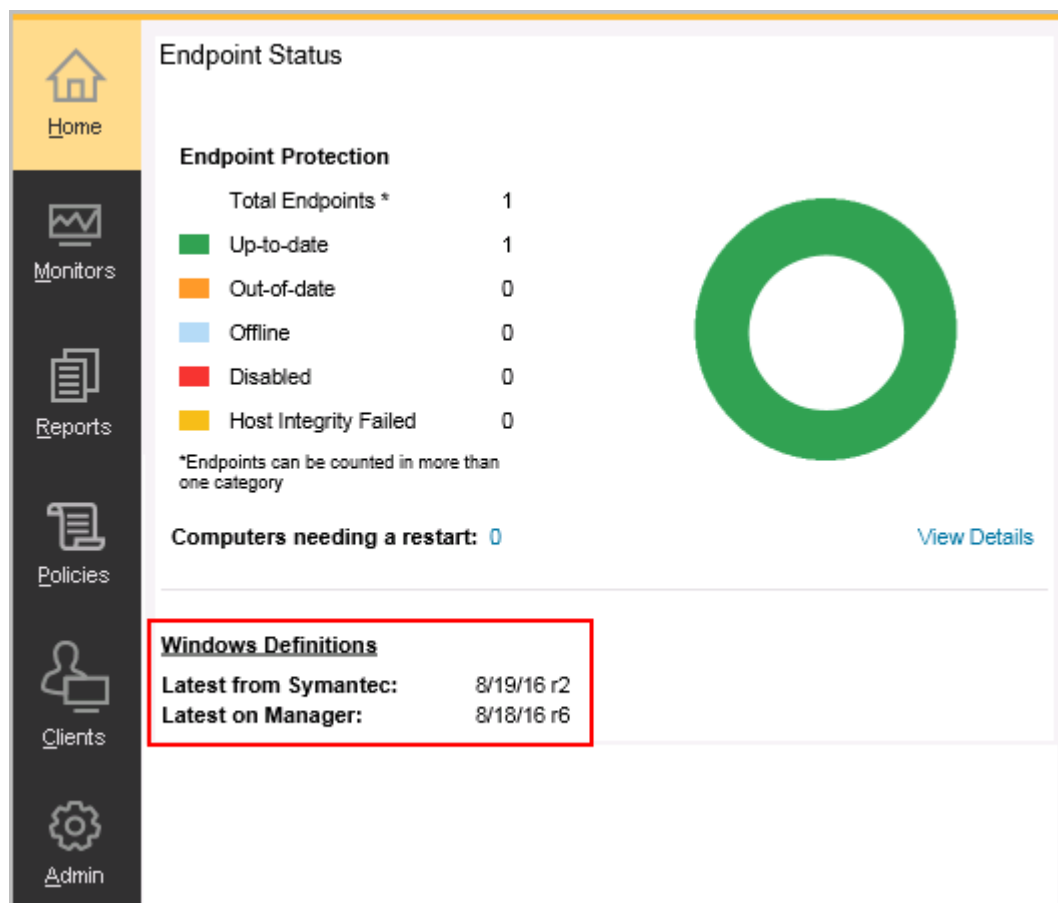 Home
Monitors
Reports
Policies
Clients
Admin
Endpoint Status
Endpoint Protection
Total Endpoints * 1
Up-to-date 1
Out-of-date 0
Offline 0
Disabled 0
Host Integrity Failed 0
*Endpoints can be counted in more than
one category
Computers needing a restart: 0 View Details
Windows Definitions
Latest from Symantec: 8/19/16 r2
Latest on Manager: 8/18/16 r6